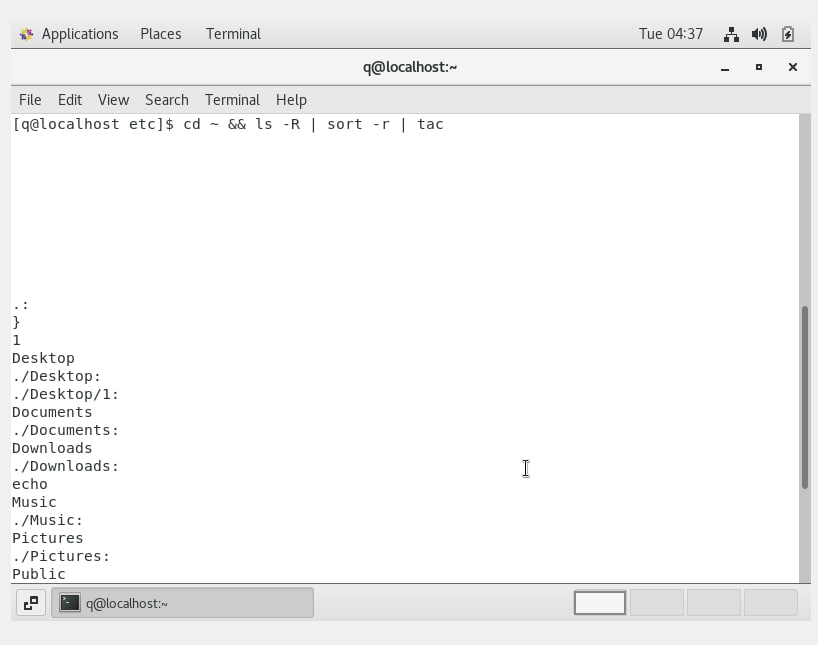 Applications Places Terminal Tue 04:37
q@localhost:~
File Edit View Search Terminal Help
[q@localhost etc]$ cd ~ && ls -R | sort -r | tac
.:
}
1
Desktop
./Desktop:
./Desktop/1:
Documents
./Documents:
Downloads
./Downloads:
echo
Music
./Music:
Pictures
./Pictures:
Public
q@localhost:~